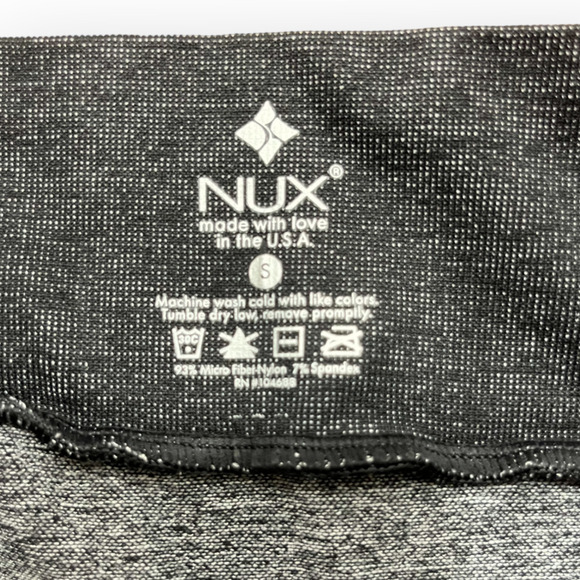 NUX®
made with love
in the U.S.A.
S
Machine wash cold with like colors.
Tumble dry low, remove promptly.
30C
93% Micro Fiber-Nylon 7% Spandex
RN #104688